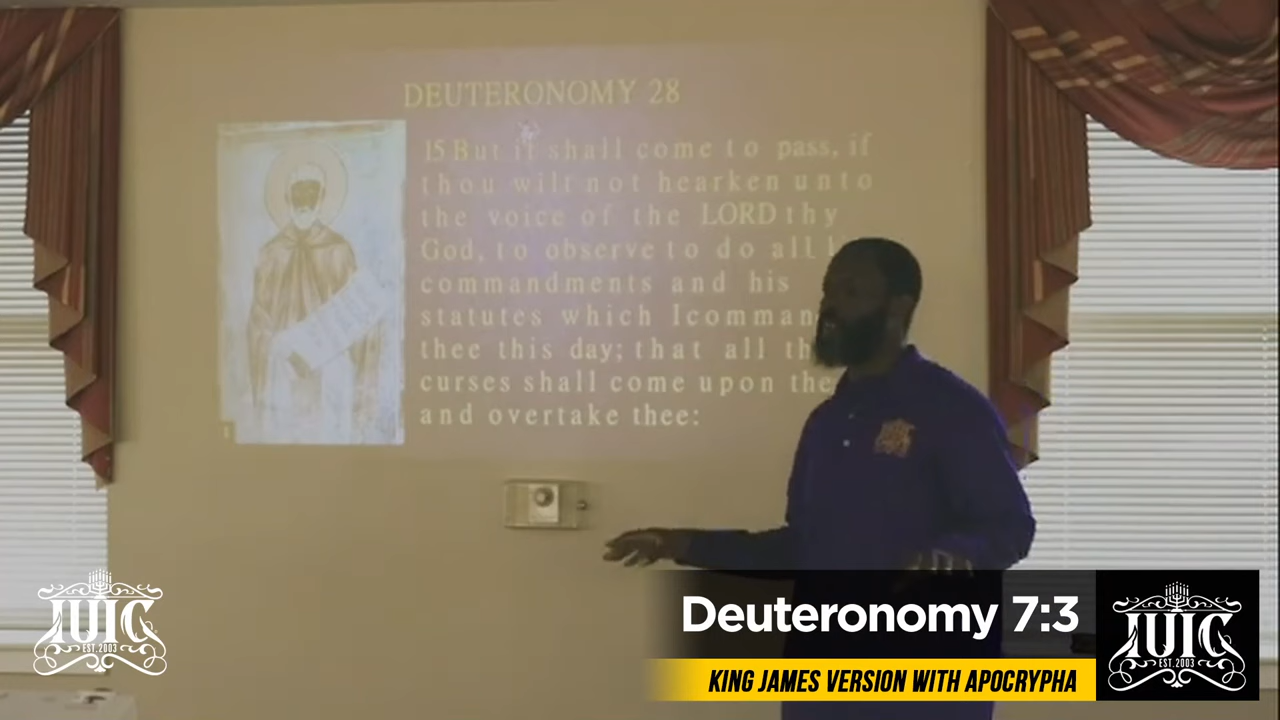 DEUTERONOMY 28
15 But it shall come to pass, if
thou wilt not hearken unto
the voice of the LORD thy
God, to observe to do all
commandments and his
statutes which Icomman
thee this day; that all th
curses shall come upon the
and overtake thee:
IUIC
EST. 2003
Deuteronomy 7:3
KING JAMES VERSION WITH APOCRYPHA
IUIC
EST. 2003